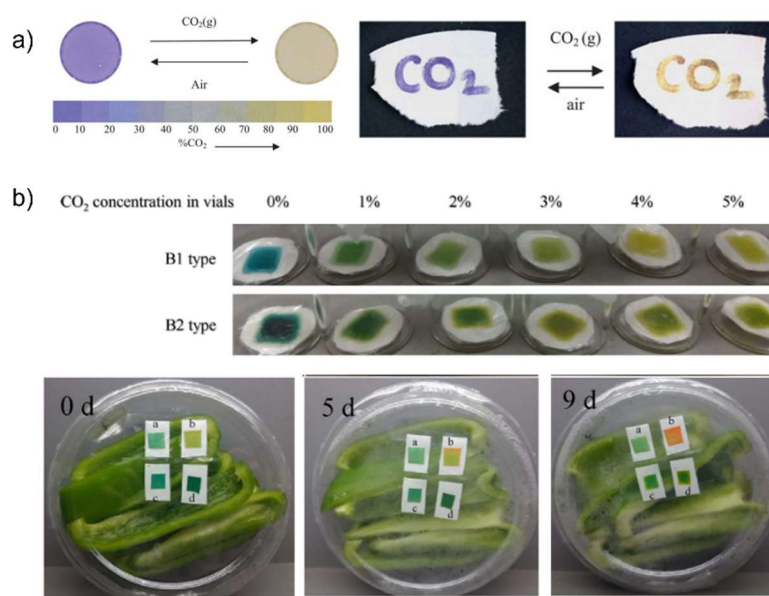 a)
CO2(g)
Air
0 10 20 30 40 50 60 70 80 90 100
%CO2
CO2
CO2 (g)
air
CO2
b)
CO2 concentration in vials 0% 1% 2% 3% 4% 5%
B1 type
B2 type
0 d
a b
c d
5 d
a b
c d
9 d
a b
c d